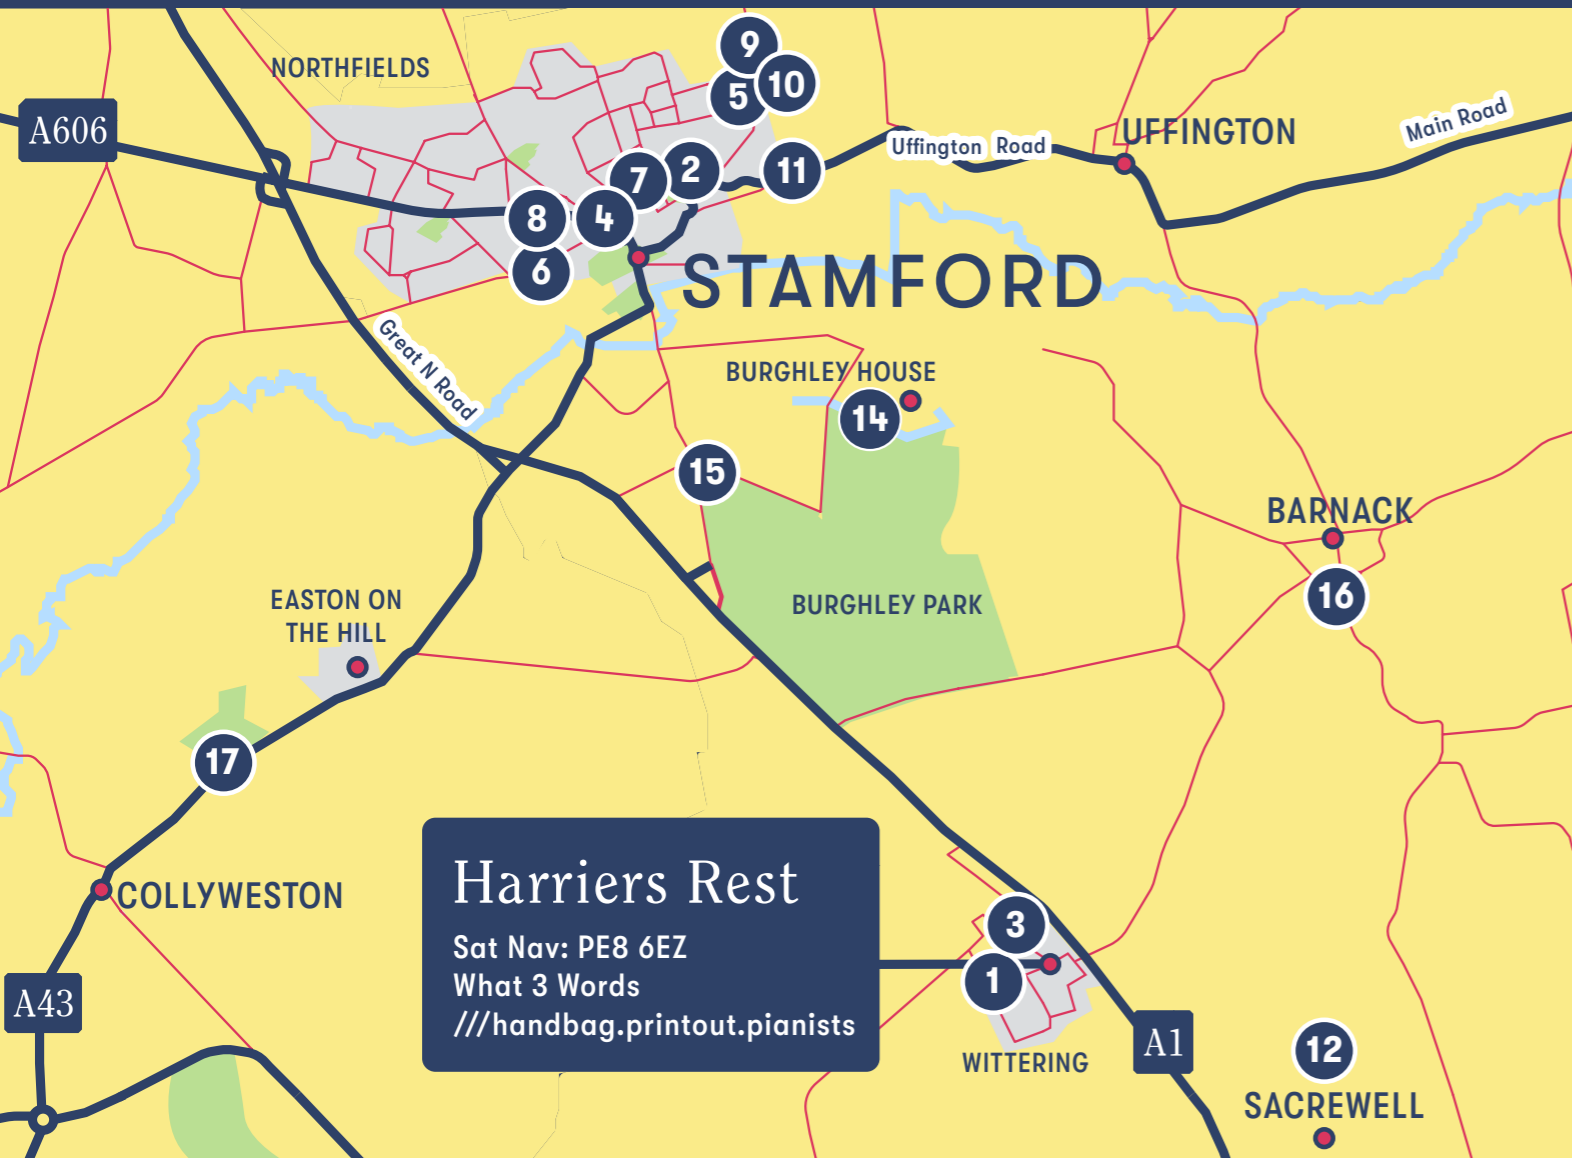 9
NORTHFIELDS
10
5
A606
UFFINGTON
Main Road
Uffington Road
7
2
11
8
4
6
STAMFORD
Great N Road
BURGHLEY HOUSE
14
15
BARNACK
16
EASTON ON
THE HILL
BURGHLEY PARK
17
COLLYWESTON
Harriers Rest
Sat Nav: PE8 6EZ
What 3 Words
///handbag.printout.pianists
3
1
A43
WITTERING
A1
12
SACREWELL